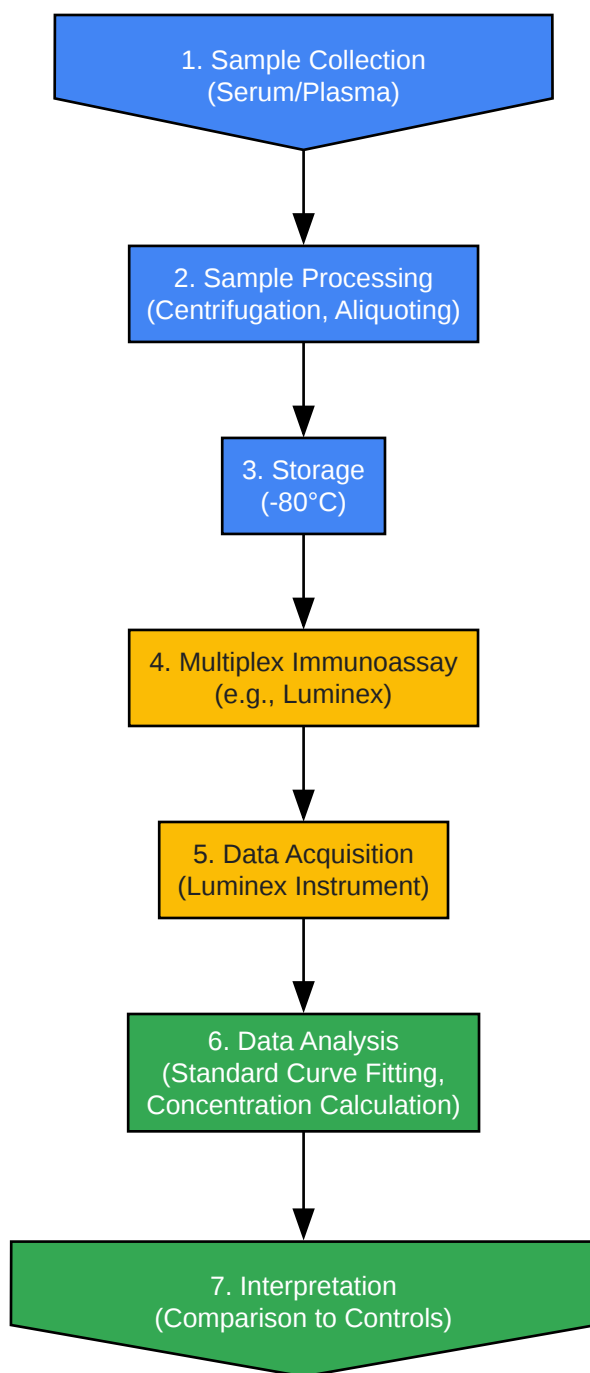 1. Sample Collection
(Serum/Plasma)
2. Sample Processing
(Centrifugation, Aliquoting)
3. Storage
(-80°C)
4. Multiplex Immunoassay
(e.g., Luminex)
5. Data Acquisition
(Luminex Instrument)
6. Data Analysis
(Standard Curve Fitting,
Concentration Calculation)
7. Interpretation
(Comparison to Controls)